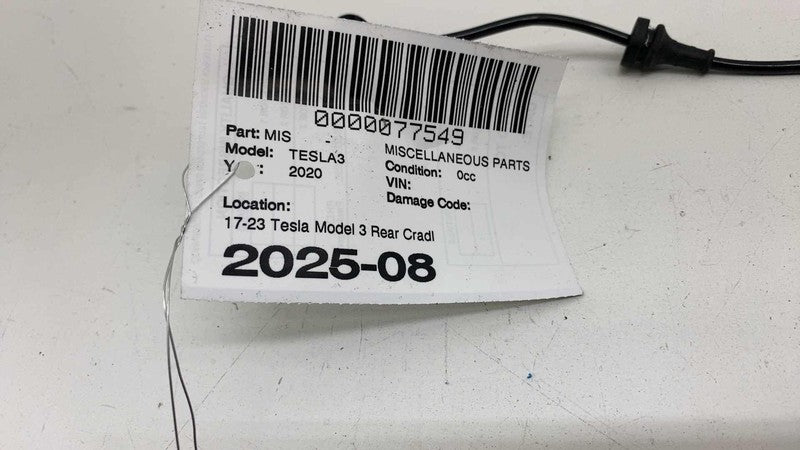 0000077549
Part: MIS MISCELLANEOUS PARTS
Model: TESLA3 Condition: 0cc
Y : 2020 VIN:
Damage Code:
Location:
17-23 Tesla Model 3 Rear Cradl
2025-08